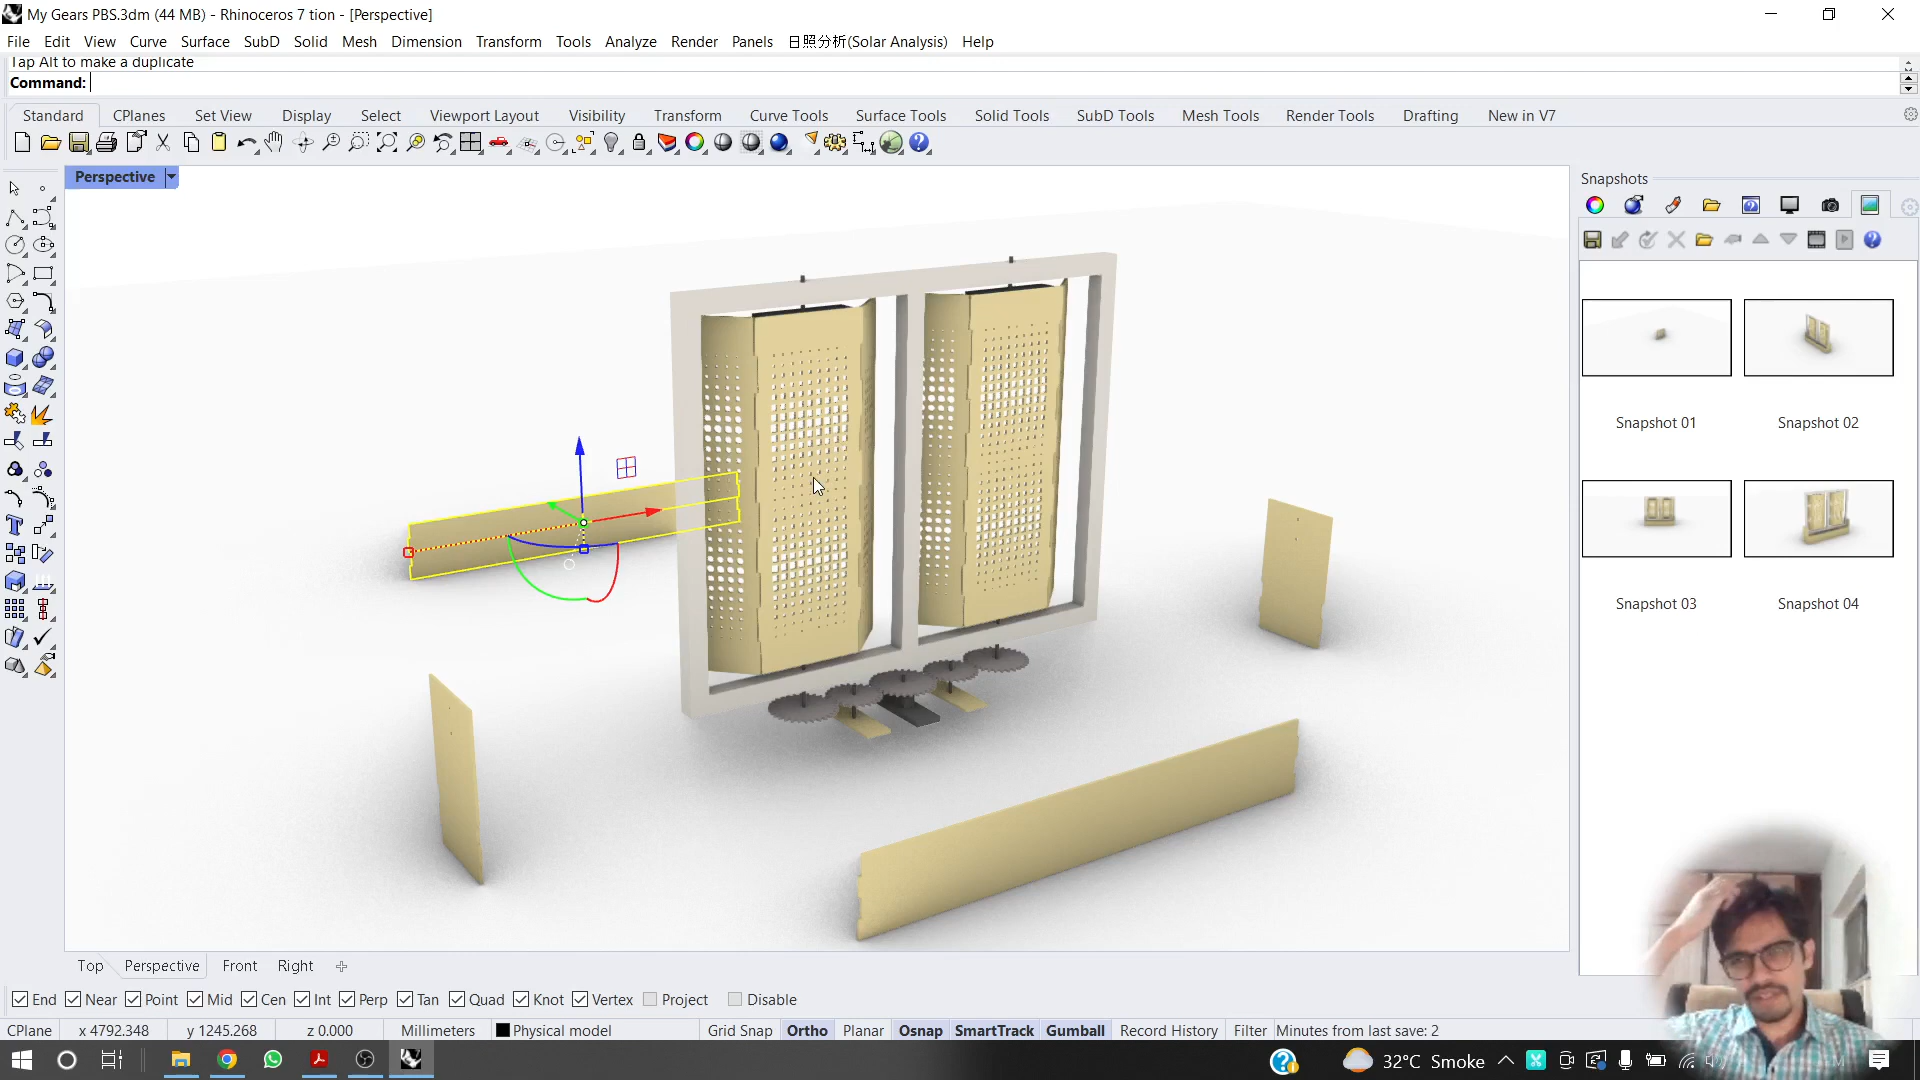 My Gears PBS.3dm (44 MB) - Rhinoceros 7 tion - [Perspective]
File Edit View Curve Surface SubD Solid Mesh Dimension Transform Tools Analyze Render Panels 日照分析(Solar Analysis) Help
Tap Alt to make a duplicate
Command:
Standard CPlanes Set View Display Select Viewport Layout Visibility Transform Curve Tools Surface Tools Solid Tools SubD Tools Mesh Tools Render Tools Drafting New in V7
Perspective
Snapshots
Snapshot 01 Snapshot 02
Snapshot 03 Snapshot 04
Top Perspective Front Right
End Near Point Mid Cen Int Perp Tan Quad Knot Vertex Project Disable
CPlane x 4792.348 y 1245.268 z 0.000 Millimeters Physical model Grid Snap Ortho Planar Osnap SmartTrack Gumball Record History Filter Minutes from last save: 2
32°C Smoke